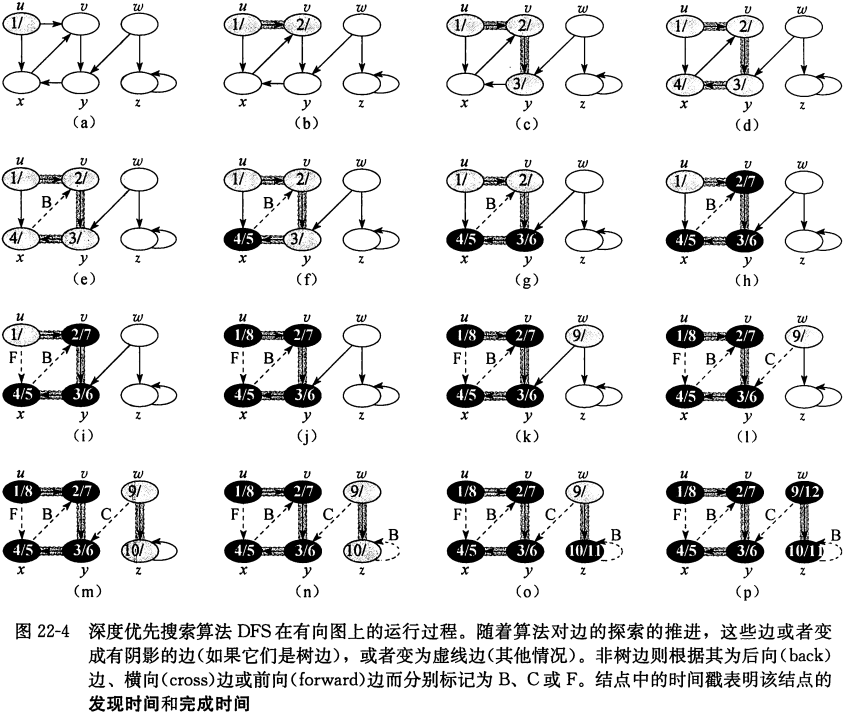 u v w
1/
x y z
(a)
u v w
1/ 2/
x y z
(b)
u v w
1/ 2/
3/
x y z
(c)
u v w
1/ 2/
4/ 3/
x y z
(d)
u v w
1/ 2/
B
4/ 3/
x y z
(e)
u v w
1/ 2/
B
4/5 3/
x y z
(f)
u v w
1/ 2/
B
4/5 3/6
x y z
(g)
u v w
1/ 2/7
B
4/5 3/6
x y z
(h)
u v w
1/ 2/7
F B
4/5 3/6
x y z
(i)
u v w
1/8 2/7
F B
4/5 3/6
x y z
(j)
u v w
1/8 2/7 9/
F B
4/5 3/6
x y z
(k)
u v w
1/8 2/7 9/
F B C
4/5 3/6
x y z
(l)
u v w
1/8 2/7 9/
F B C
4/5 3/6 10/
x y z
(m)
u v w
1/8 2/7 9/
F B C B
4/5 3/6 10/
x y z
(n)
u v w
1/8 2/7 9/
F B C B
4/5 3/6 10/11
x y z
(o)
u v w
1/8 2/7 9/12
F B C B
4/5 3/6 10/11
x y z
(p)
图 22-4 深度优先搜索算法 DFS 在有向图上的运行过程。随着算法对边的探索的推进，这些边或者变
成有阴影的边(如果它们是树边)，或者变为虚线边(其他情况)。非树边则根据其为后向(back)
边、横向(cross)边或前向(forward)边而分别标记为 B、C 或 F。结点中的时间戳表明该结点的
发现时间和完成时间